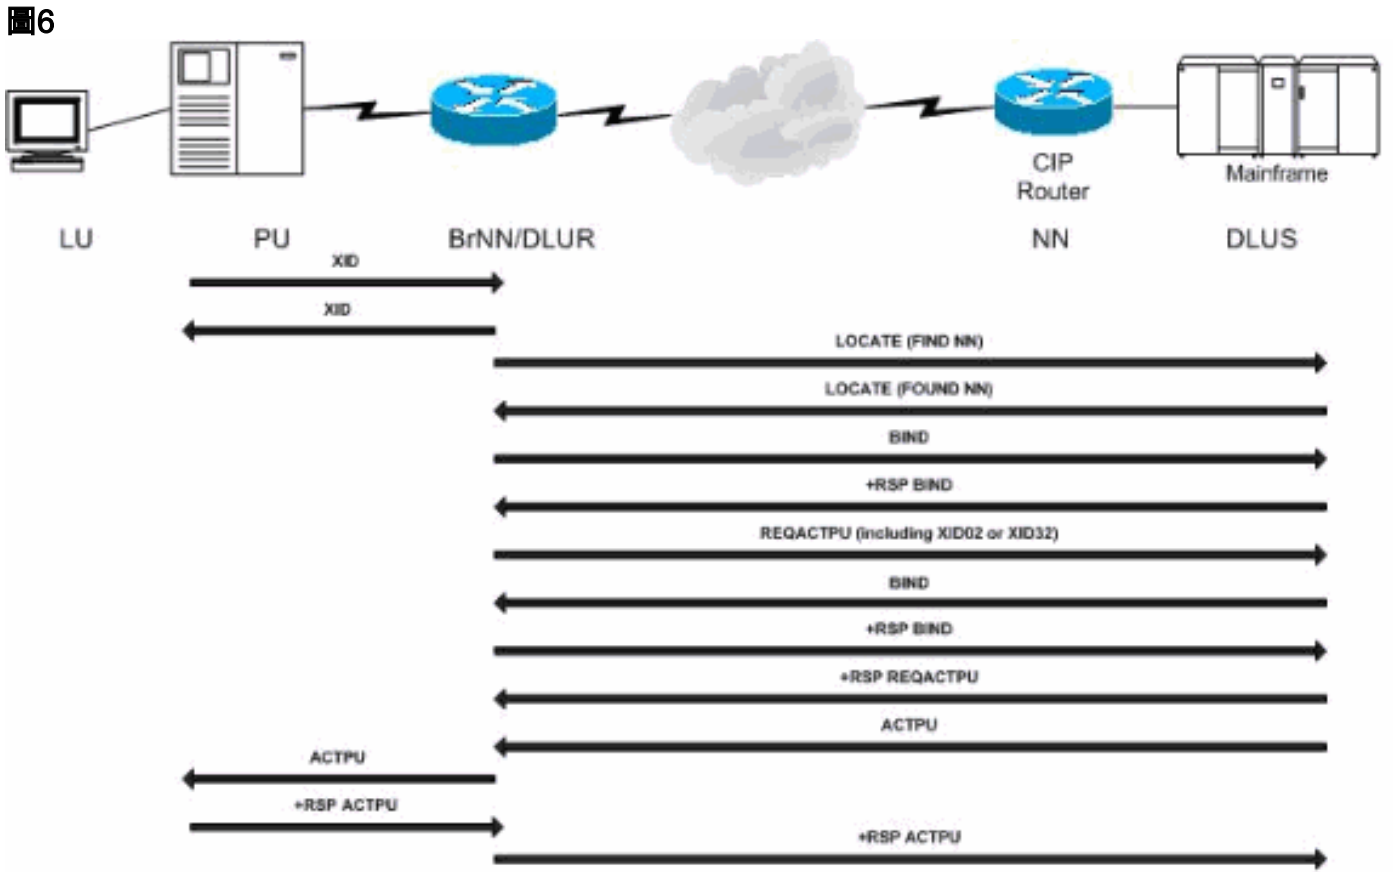 圖6
CIP
Router
Mainframe
LU
PU
BrNN/DLUR
NN
DLUS
XID
XID
LOCATE (FIND NN)
LOCATE (FOUND NN)
BIND
+RSP BIND
REQACTPU (including XID02 or XID32)
BIND
+RSP BIND
+RSP REQACTPU
ACTPU
ACTPU
+RSP ACTPU
+RSP ACTPU